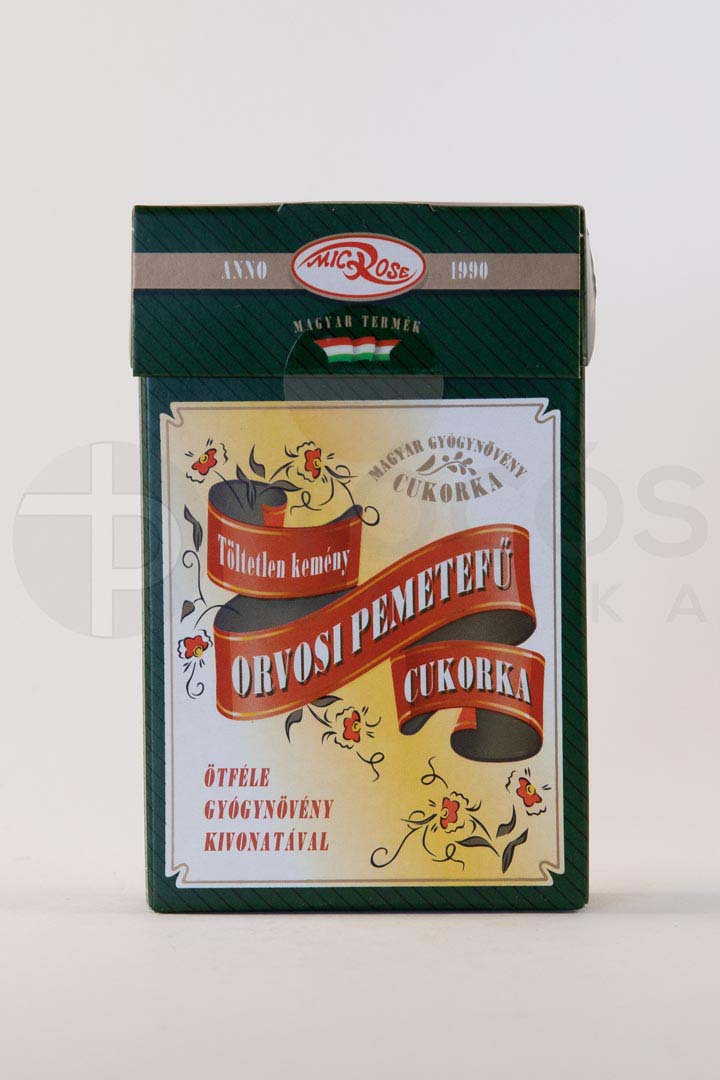 ANNO MICROSE 1990
MAGYAR TERMÉK
MAGYAR GYÓGYNÖVÉNY
CUKORKA
Töltetlen kemény
ORVOSI PEMETEFŰ
CUKORKA
ÖTFÉLE
GYÓGYNÖVÉNY
KIVONATÁVAL